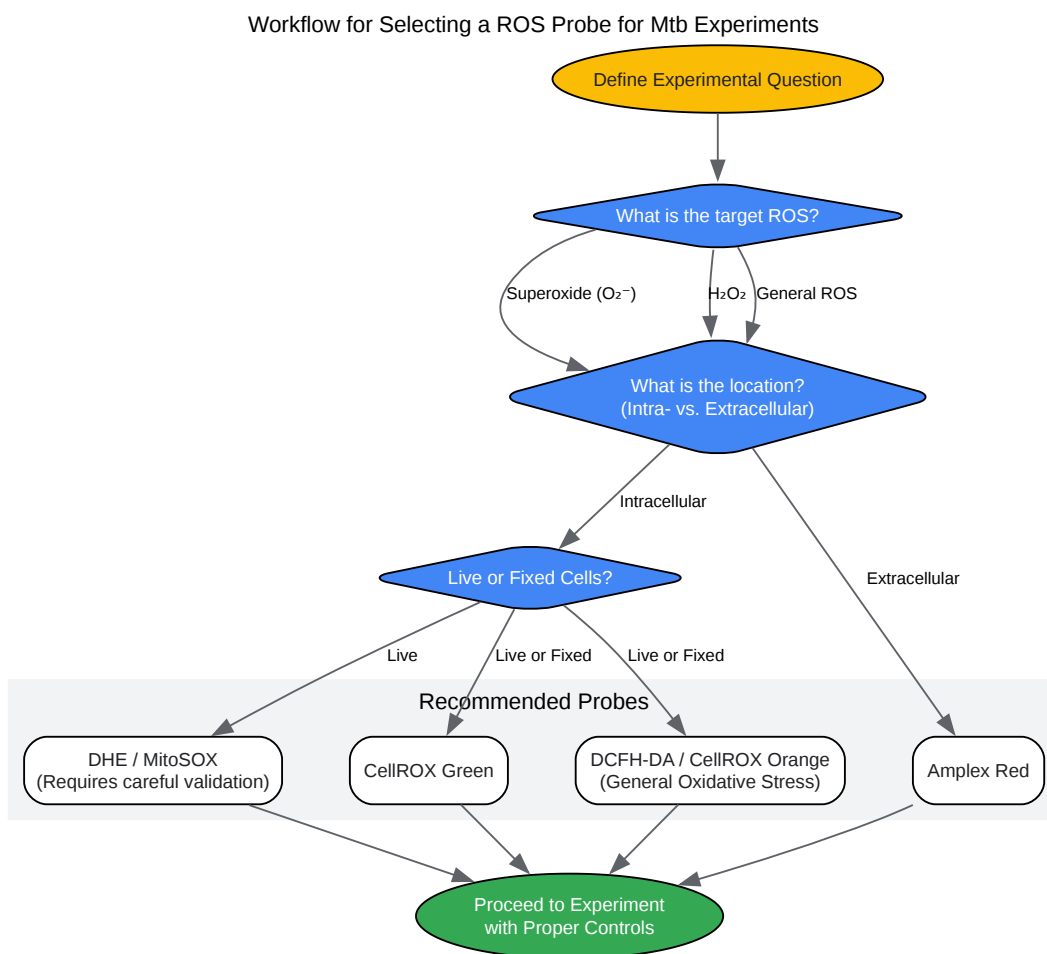 Workflow for Selecting a ROS Probe for Mtb Experiments
Define Experimental Question
What is the target ROS?
Superoxide (O₂⁻)
H₂O₂
General ROS
What is the location?
(Intra- vs. Extracellular)
Intracellular
Extracellular
Live or Fixed Cells?
Live
Live or Fixed
Live or Fixed
Recommended Probes
DHE / MitoSOX
(Requires careful validation)
CellROX Green
DCFH-DA / CellROX Orange
(General Oxidative Stress)
Amplex Red
Proceed to Experiment
with Proper Controls